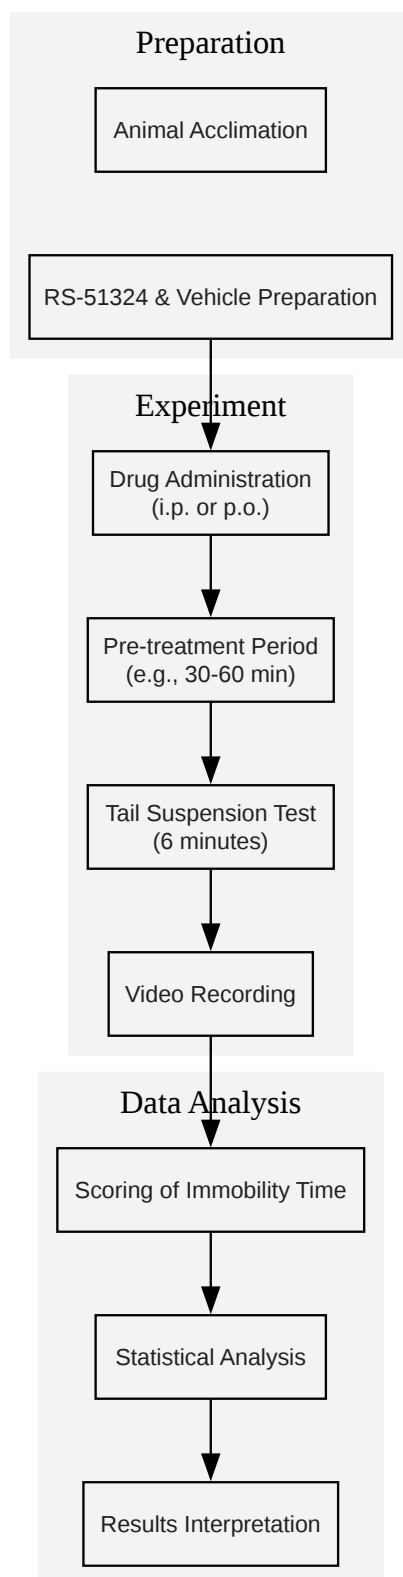 Preparation
Animal Acclimation
RS-51324 & Vehicle Preparation
Experiment
Drug Administration
(i.p. or p.o.)
Pre-treatment Period
(e.g., 30-60 min)
Tail Suspension Test
(6 minutes)
Video Recording
Data Analysis
Scoring of Immobility Time
Statistical Analysis
Results Interpretation